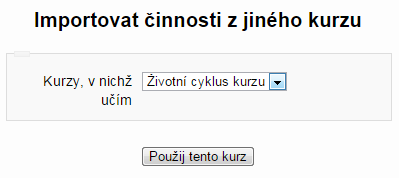 Importovat činnosti z jiného kurzu
Kurzy, v nichž učím
Životní cyklus kurzu
Použij tento kurz